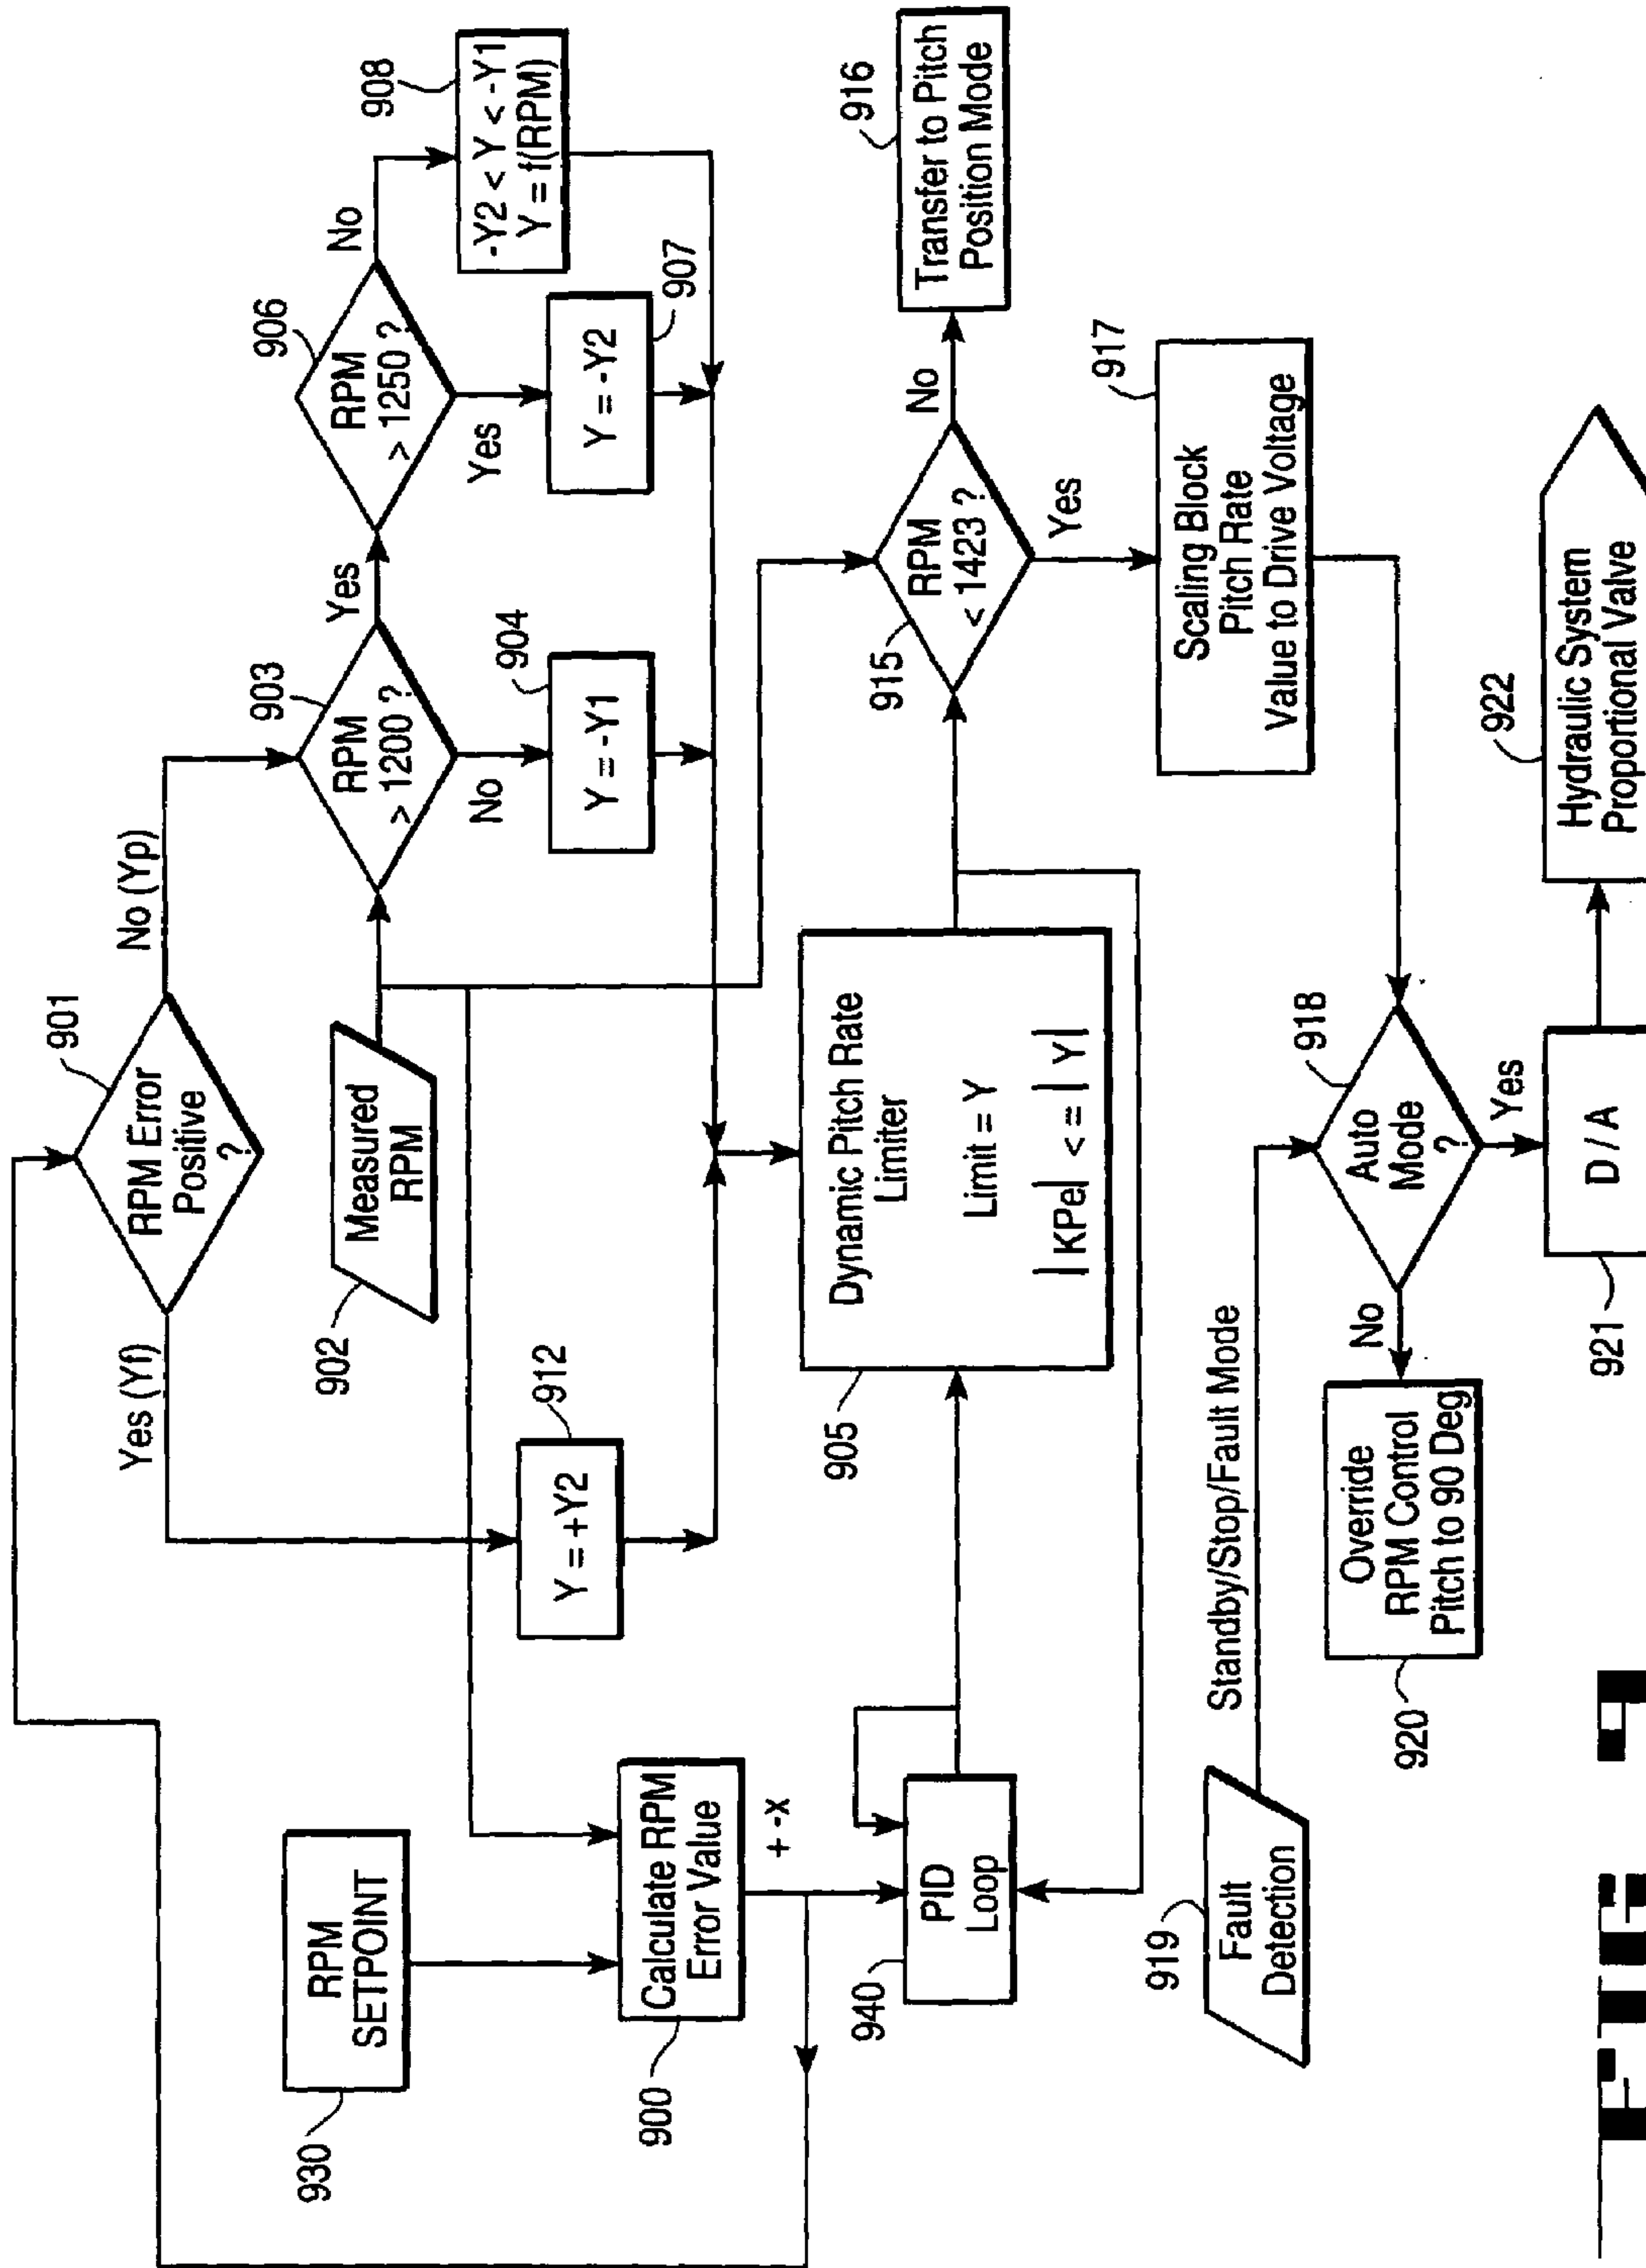 901
RPM Error
Positive
?
Yes (Yf)
No (Yp)
930
RPM
SETPOINT
902
Measured
RPM
903
RPM
> 1200 ?
Yes
No
906
RPM
> 1250 ?
No
Yes
908
-Y2 < Y < -Y1
Y = f(RPM)
912
Y = +Y2
904
Y = -Y1
907
Y = -Y2
900
Calculate RPM
Error Value
+ -x
905
Dynamic Pitch Rate
Limiter
Limit = Y
|KPe| <= |Y|
940
PID
Loop
915
RPM
< 1423 ?
No
Yes
916
Transfer to Pitch
Position Mode
917
Scaling Block
Pitch Rate
Value to Drive Voltage
919
Fault
Detection
Standby/Stop/Fault Mode
918
Auto
Mode
?
No
Yes
920
Override
RPM Control
Pitch to 90 Deg
921
D / A
922
Hydraulic System
Proportional Valve